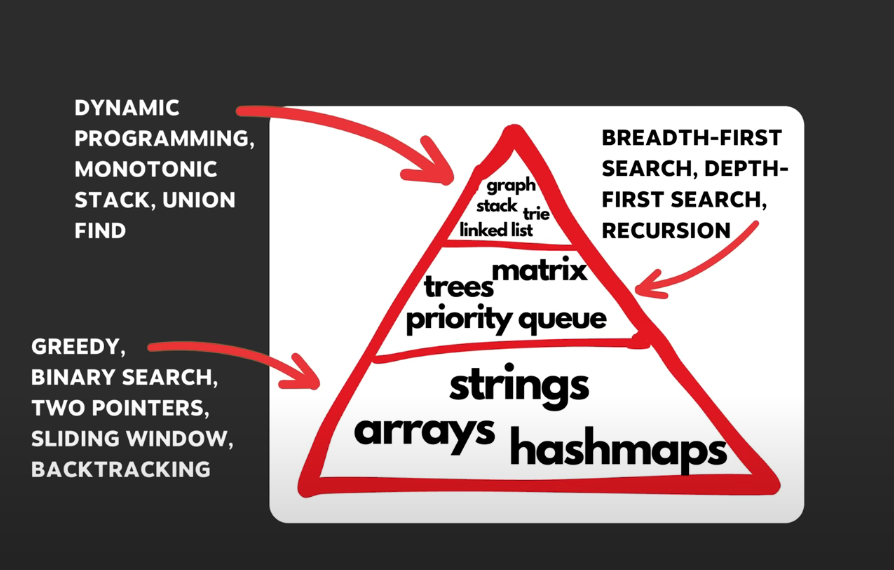 DYNAMIC
PROGRAMMING,
MONOTONIC
STACK, UNION
FIND
BREADTH-FIRST
SEARCH, DEPTH-
FIRST SEARCH,
RECURSION
graph
stack trie
linked list
matrix
trees
priority queue
GREEDY,
BINARY SEARCH,
TWO POINTERS,
SLIDING WINDOW,
BACKTRACKING
strings
arrays
hashmaps